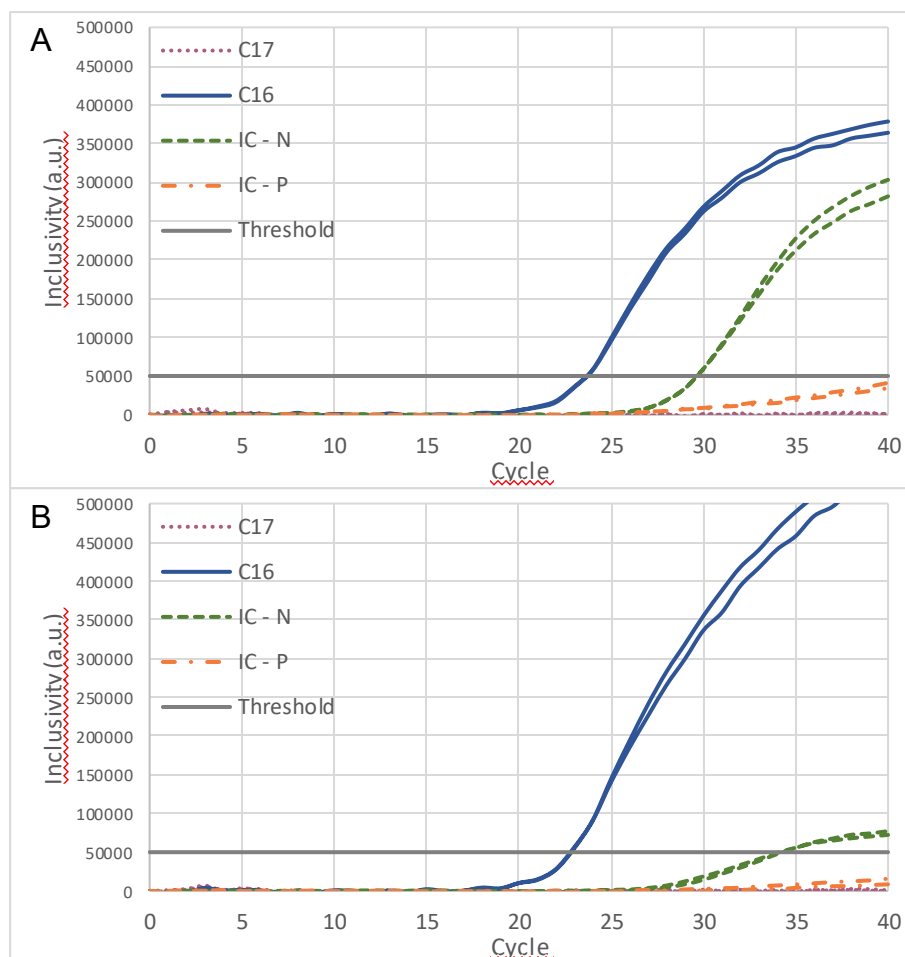 A
500000
450000
400000
350000
300000
250000
200000
150000
100000
50000
0
Inclusivity (a.u.)
C17
C16
IC - N
IC - P
Threshold
0 5 10 15 20 25 30 35 40
Cycle
B
500000
450000
400000
350000
300000
250000
200000
150000
100000
50000
0
Inclusivity (a.u.)
C17
C16
IC - N
IC - P
Threshold
0 5 10 15 20 25 30 35 40
Cycle